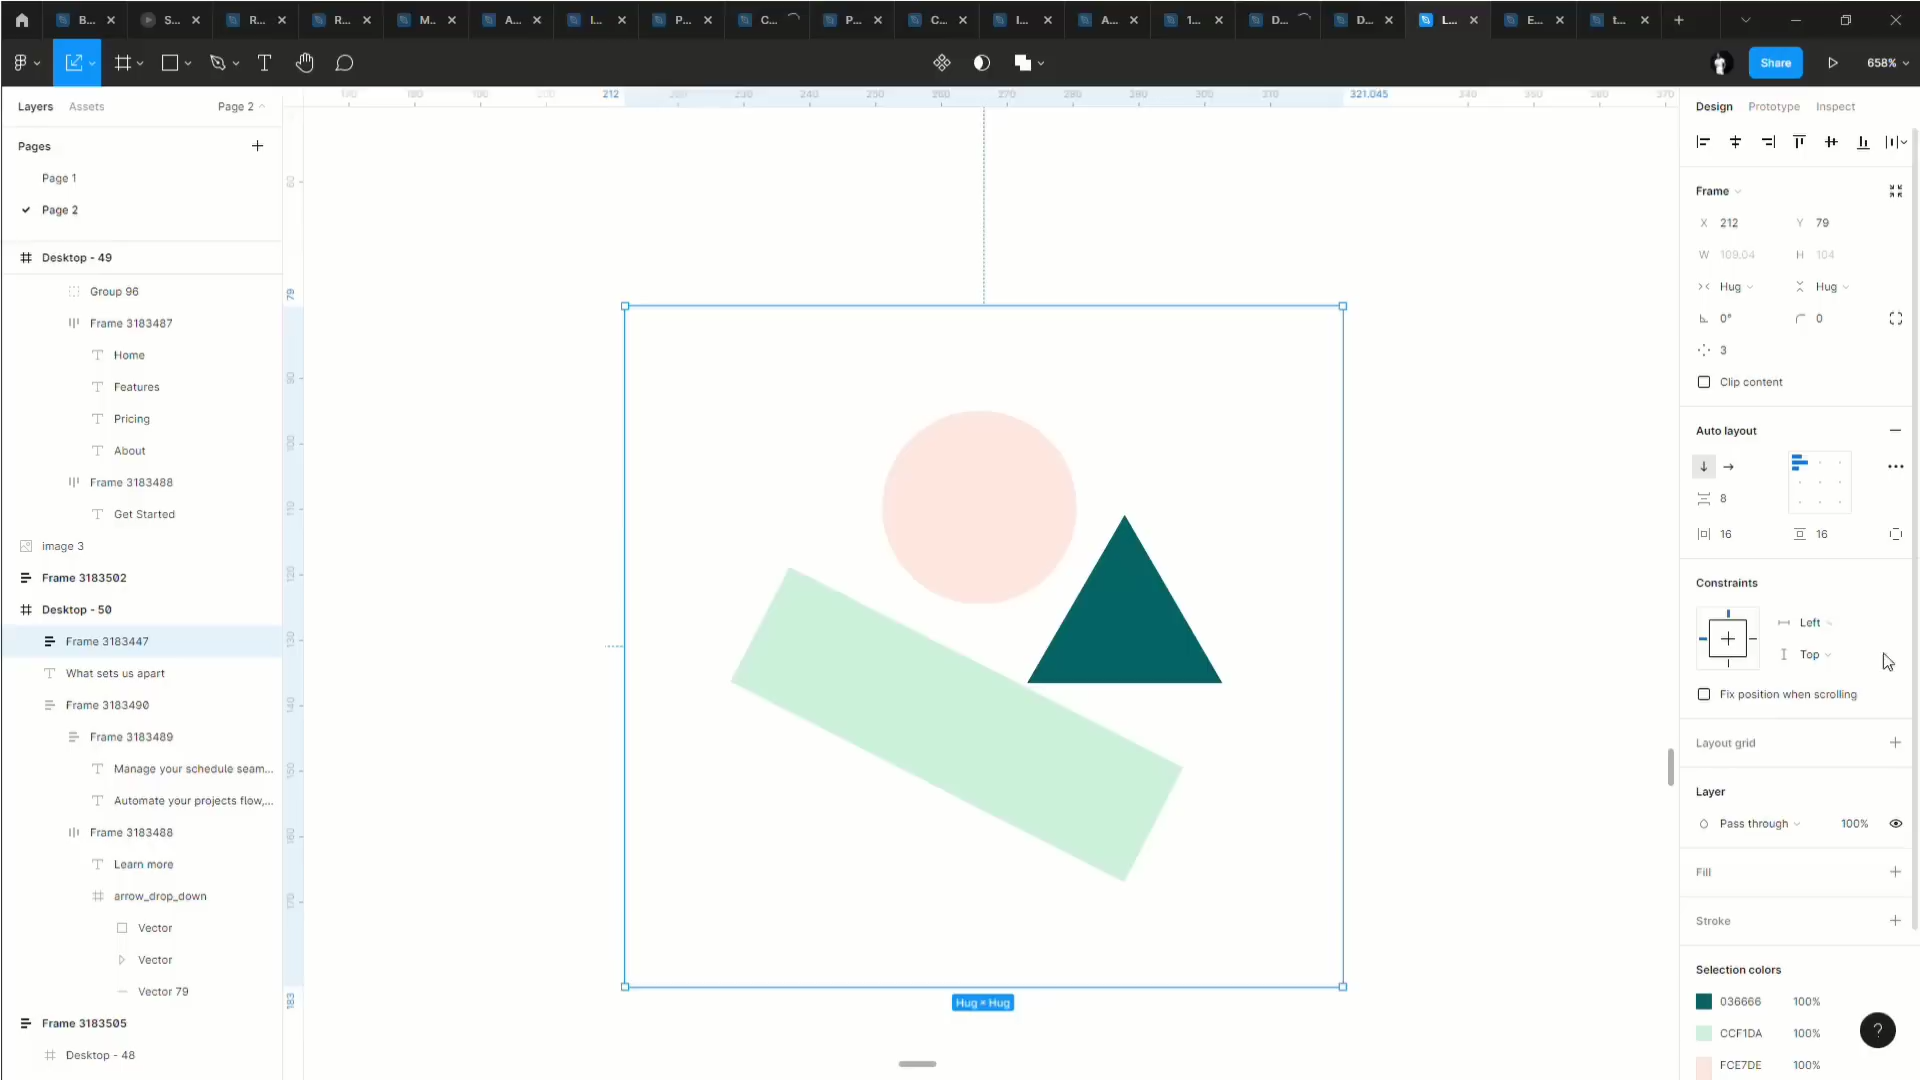 B...
S...
R...
R...
M...
A...
I...
P...
C...
P...
C...
I...
A...
1...
D...
D...
L...
E...
t...
Share
658%
Layers
Assets
Page 2
Pages
Page 1
Page 2
Desktop - 49
Group 96
Frame 3183487
Home
Features
Pricing
About
Frame 3183488
Get Started
image 3
Frame 3183502
Desktop - 50
Frame 3183447
What sets us apart
Frame 3183490
Frame 3183489
Manage your schedule seam...
Automate your projects flow,...
Frame 3183488
Learn more
arrow_drop_down
Vector
Vector
Vector 79
Frame 3183505
Desktop - 48
212
321.045
79
183
Hug × Hug
Design
Prototype
Inspect
Frame
X 212
Y 79
W 109.04
H 104
Hug
Hug
0°
0
3
Clip content
Auto layout
8
16
16
Constraints
Left
Top
Fix position when scrolling
Layout grid
Layer
Pass through
100%
Fill
Stroke
Selection colors
036666 100%
CCF1DA 100%
FCE7DE 100%
?